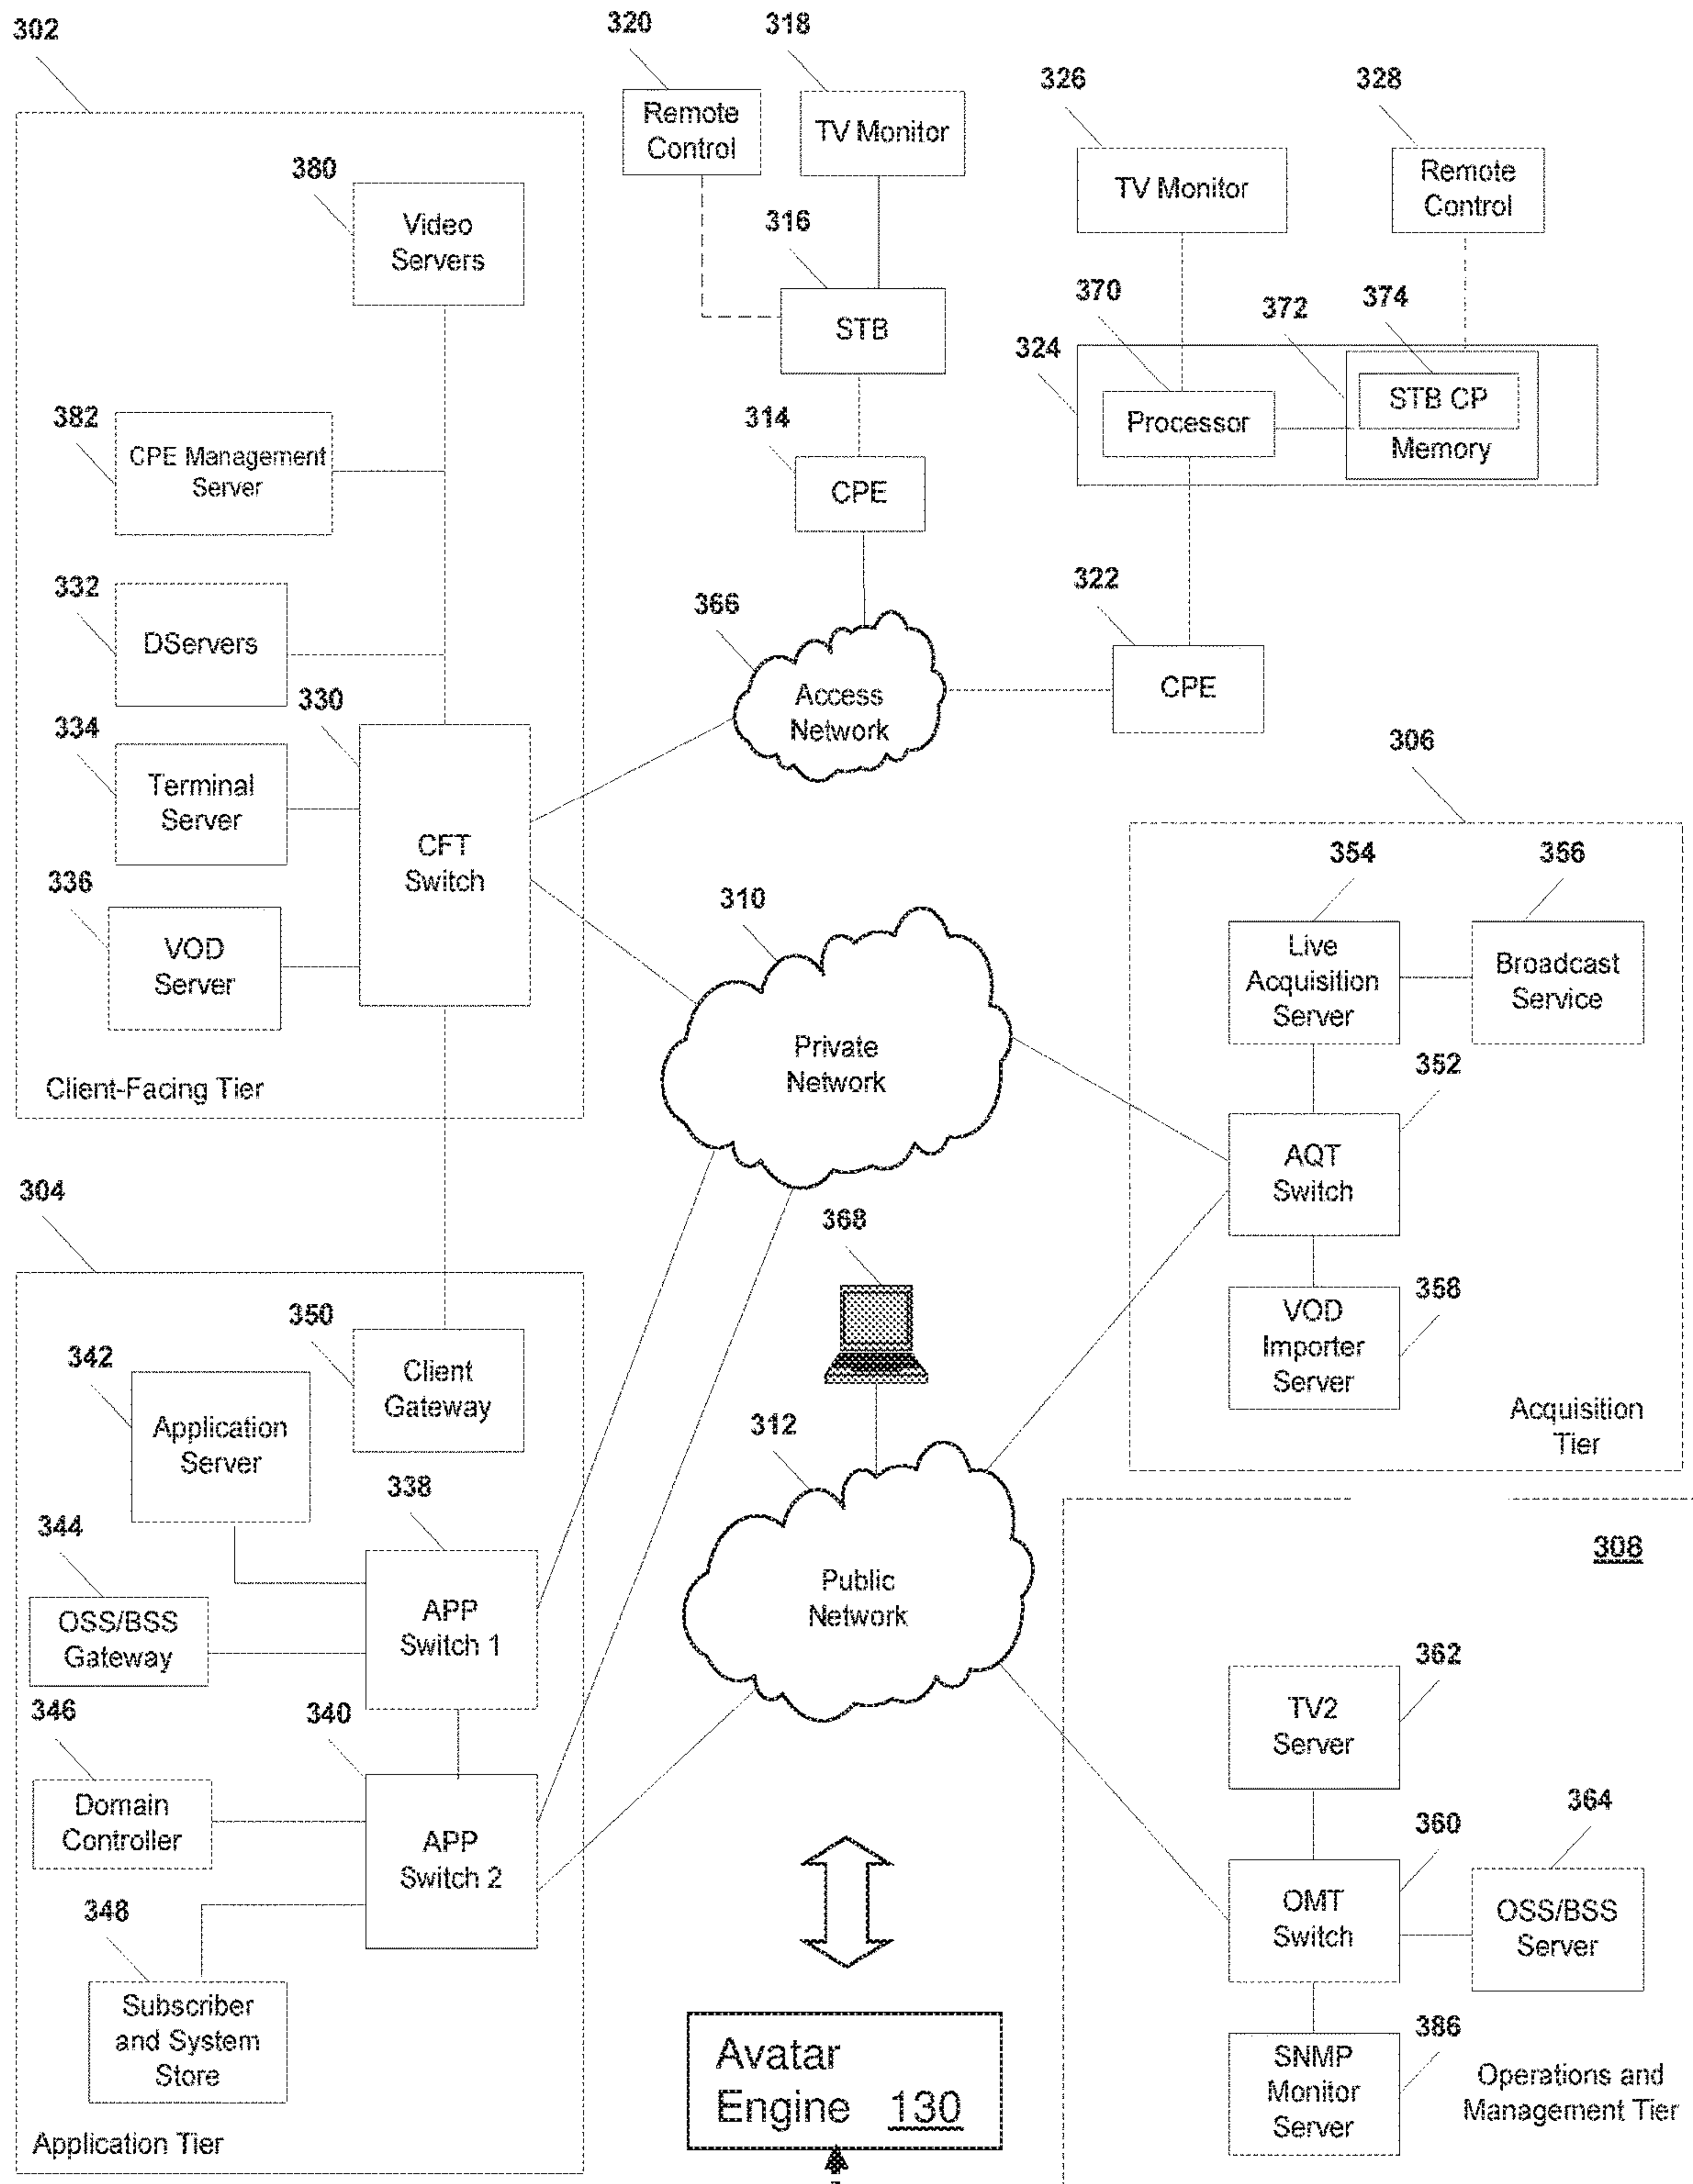 302
320
318
326
328
Remote
Control
TV Monitor
TV Monitor
Remote
Control
380
Video
Servers
316
STB
370
372
374
324
Processor
STB CP
Memory
382
CPE Management
Server
314
CPE
332
DServers
366
Access
Network
322
CPE
330
334
Terminal
Server
CFT
Switch
336
VOD
Server
306
354
356
Live
Acquisition
Server
Broadcast
Service
310
Private
Network
352
AQT
Switch
Client-Facing Tier
304
368
358
VOD
Importer
Server
Acquisition
Tier
350
Client
Gateway
342
Application
Server
312
Public
Network
338
APP
Switch 1
344
OSS/BSS
Gateway
308
362
TV2
Server
346
Domain
Controller
340
APP
Switch 2
364
360
OMT
Switch
OSS/BSS
Server
348
Subscriber
and System
Store
386
SNMP
Monitor
Server
Operations and
Management Tier
Avatar
Engine 130
Application Tier